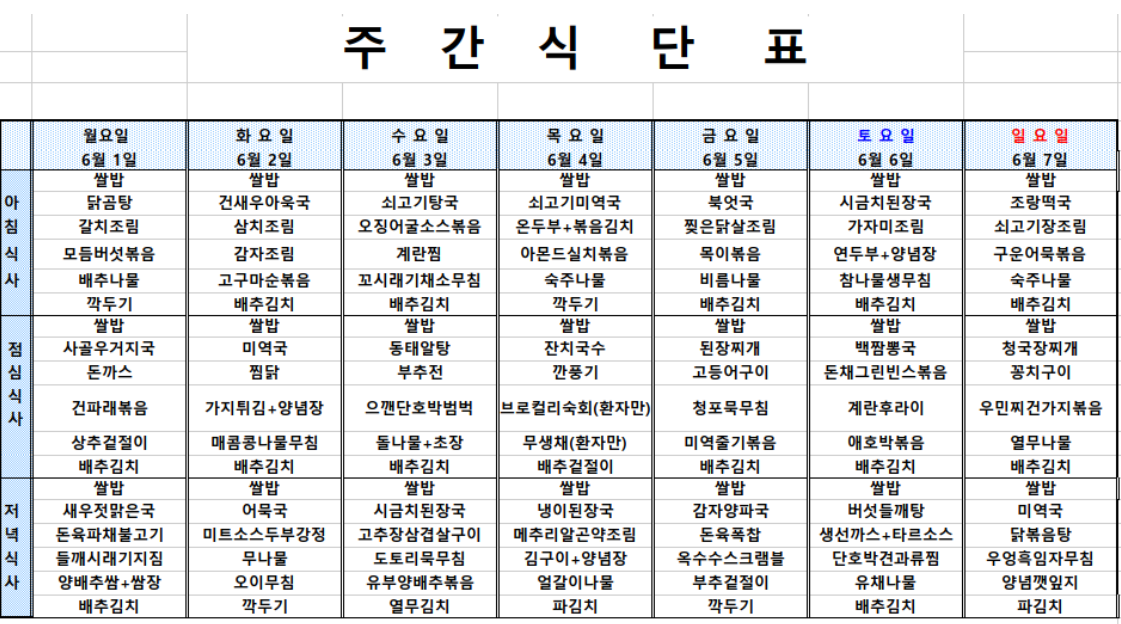 주 간 식 단 표
월요일 화 요 일 수 요 일 목 요 일 금 요 일 토 요 일 일 요 일
6월 1일 6월 2일 6월 3일 6월 4일 6월 5일 6월 6일 6월 7일
아침식사
쌀밥 쌀밥 쌀밥 쌀밥 쌀밥 쌀밥 쌀밥
닭곰탕 건새우아욱국 쇠고기탕국 쇠고기미역국 북엇국 시금치된장국 조랑떡국
갈치조림 삼치조림 오징어굴소스볶음 온두부+볶음김치 찢은닭살조림 가자미조림 쇠고기장조림
모듬버섯볶음 감자조림 계란찜 아몬드실치볶음 목이볶음 연두부+양념장 구운어묵볶음
배추나물 고구마순볶음 꼬시래기채소무침 숙주나물 비름나물 참나물생무침 숙주나물
깍두기 배추김치 배추김치 깍두기 배추김치 배추김치 배추김치
점심식사
쌀밥 쌀밥 쌀밥 쌀밥 쌀밥 쌀밥 쌀밥
사골우거지국 미역국 동태알탕 잔치국수 된장찌개 백짬뽕국 청국장찌개
돈까스 찜닭 부추전 깐풍기 고등어구이 돈채그린빈스볶음 꽁치구이
건파래볶음 가지튀김+양념장 으깬단호박범벅 브로컬리숙회(환자만) 청포묵무침 계란후라이 우민찌건가지볶음
상추겉절이 매콤콩나물무침 돌나물+초장 무생채(환자만) 미역줄기볶음 애호박볶음 열무나물
배추김치 배추김치 배추김치 배추겉절이 배추김치 배추김치 배추김치
저녁식사
쌀밥 쌀밥 쌀밥 쌀밥 쌀밥 쌀밥 쌀밥
새우젓맑은국 어묵국 시금치된장국 냉이된장국 감자양파국 버섯들깨탕 미역국
돈육파채불고기 미트소스두부강정 고추장삼겹살구이 메추리알곤약조림 돈육폭찹 생선까스+타르소스 닭볶음탕
들깨시래기지짐 무나물 도토리묵무침 김구이+양념장 옥수수스크램블 단호박견과류찜 우엉흑임자무침
양배추쌈+쌈장 오이무침 유부양배추볶음 얼갈이나물 부추겉절이 유채나물 양념깻잎지
배추김치 깍두기 열무김치 파김치 깍두기 배추김치 파김치